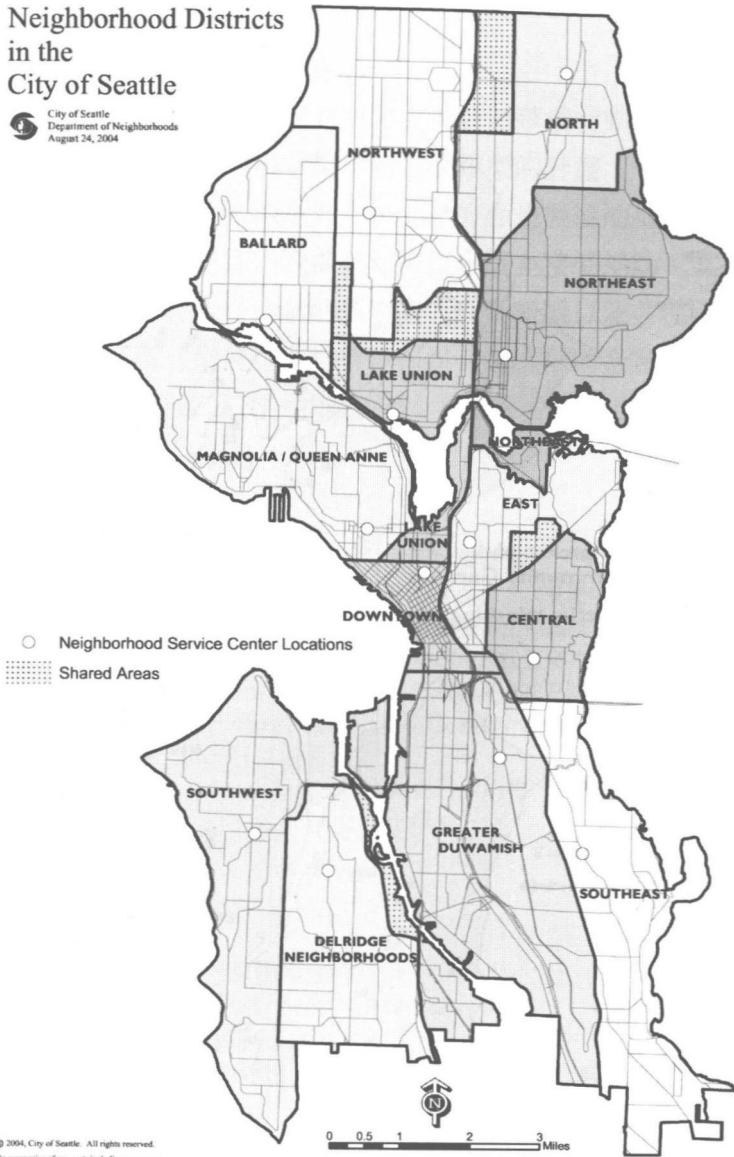 Neighborhood Districts
in the
City of Seattle
City of Seattle
Department of Neighborhoods
August 24, 2004
NORTHWEST
NORTH
BALLARD
NORTHEAST
LAKE UNION
NORTHEAST
MAGNOLIA / QUEEN ANNE
EAST
LAKE
UNION
DOWNTOWN
CENTRAL
Neighborhood Service Center Locations
Shared Areas
SOUTHWEST
GREATER
DUWAMISH
SOUTHEAST
DELRIDGE
NEIGHBORHOODS
N
0 0.5 1 2 3
Miles
© 2004, City of Seattle. All rights reserved.